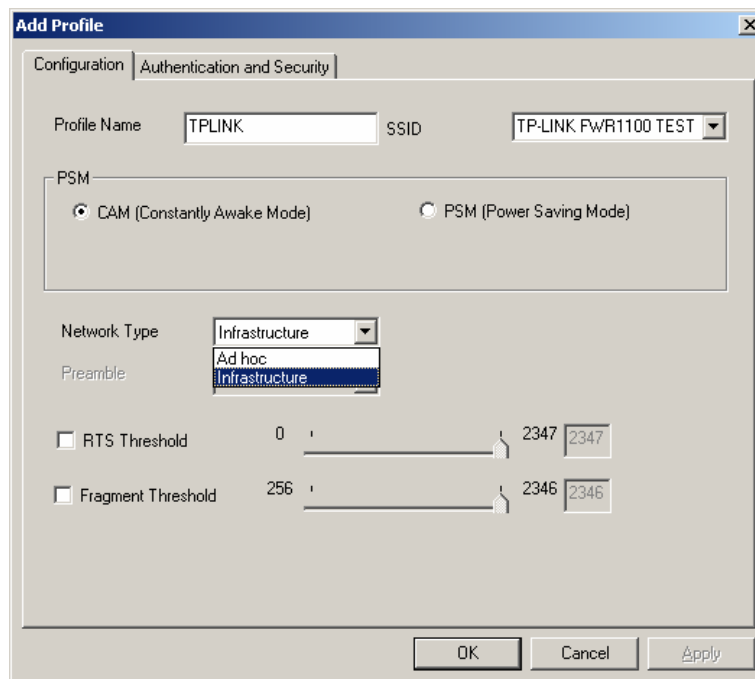 Add Profile
Configuration
Authentication and Security
Profile Name
TPLINK
SSID
TP-LINK FWR1100 TEST
PSM
CAM (Constantly Awake Mode)
PSM (Power Saving Mode)
Network Type
Infrastructure
Ad hoc
Infrastructure
Preamble
RTS Threshold
0
2347
2347
Fragment Threshold
256
2346
2346
OK
Cancel
Apply